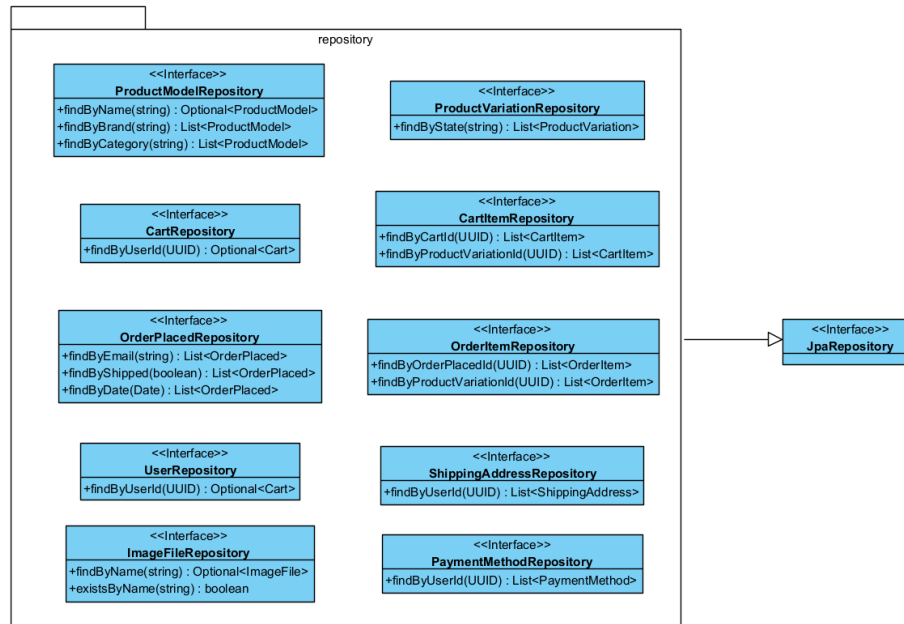 repository
<<Interface>>
ProductModelRepository
+findByName(string) : Optional<ProductModel>
+findByBrand(string) : List<ProductModel>
+findByCategory(string) : List<ProductModel>
<<Interface>>
ProductVariationRepository
+findByState(string) : List<ProductVariation>
<<Interface>>
CartRepository
+findByUserId(UUID) : Optional<Cart>
<<Interface>>
CartItemRepository
+findByCartId(UUID) : List<CartItem>
+findByProductVariationId(UUID) : List<CartItem>
<<Interface>>
OrderPlacedRepository
+findByEmail(string) : List<OrderPlaced>
+findByShipped(boolean) : List<OrderPlaced>
+findByDate(Date) : List<OrderPlaced>
<<Interface>>
OrderItemRepository
+findByOrderPlacedId(UUID) : List<OrderItem>
+findByProductVariationId(UUID) : List<OrderItem>
<<Interface>>
JpaRepository
<<Interface>>
UserRepository
+findByUserId(UUID) : Optional<Cart>
<<Interface>>
ShippingAddressRepository
+findByUserId(UUID) : List<ShippingAddress>
<<Interface>>
ImageFileRepository
+findByName(string) : Optional<ImageFile>
+existsByName(string) : boolean
<<Interface>>
PaymentMethodRepository
+findByUserId(UUID) : List<PaymentMethod>